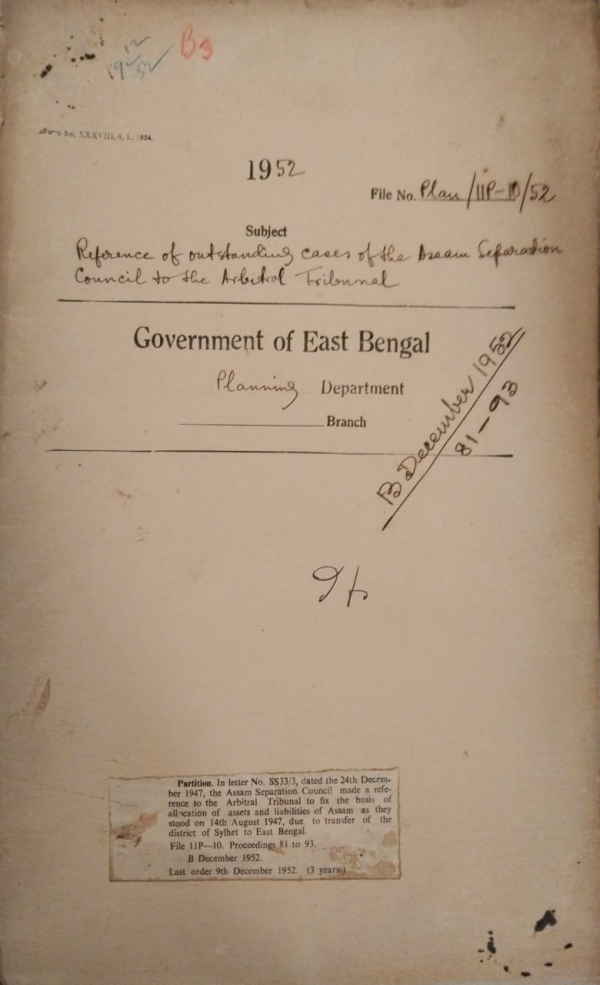 12
19/52
B3
Form No. XXXVIII, A. I., 1934.
1952
File No. Plan/11P-10/52
Subject
Reference of outstanding cases of the Assam Separation
Council to the Arbitral Tribunal
Government of East Bengal
Planning Department
Branch
B December 1952
81-93
Partition. In letter No. SS33/3, dated the 24th Decem-
ber 1947, the Assam Separation Council made a refe-
rence to the Arbitral Tribunal to fix the basis of
allocation of assets and liabilities of Assam as they
stood on 14th August 1947, due to transfer of the
district of Sylhet to East Bengal.
File 11P—10. Proceedings 81 to 93.
B December 1952.
Last order 9th December 1952. (3 years)